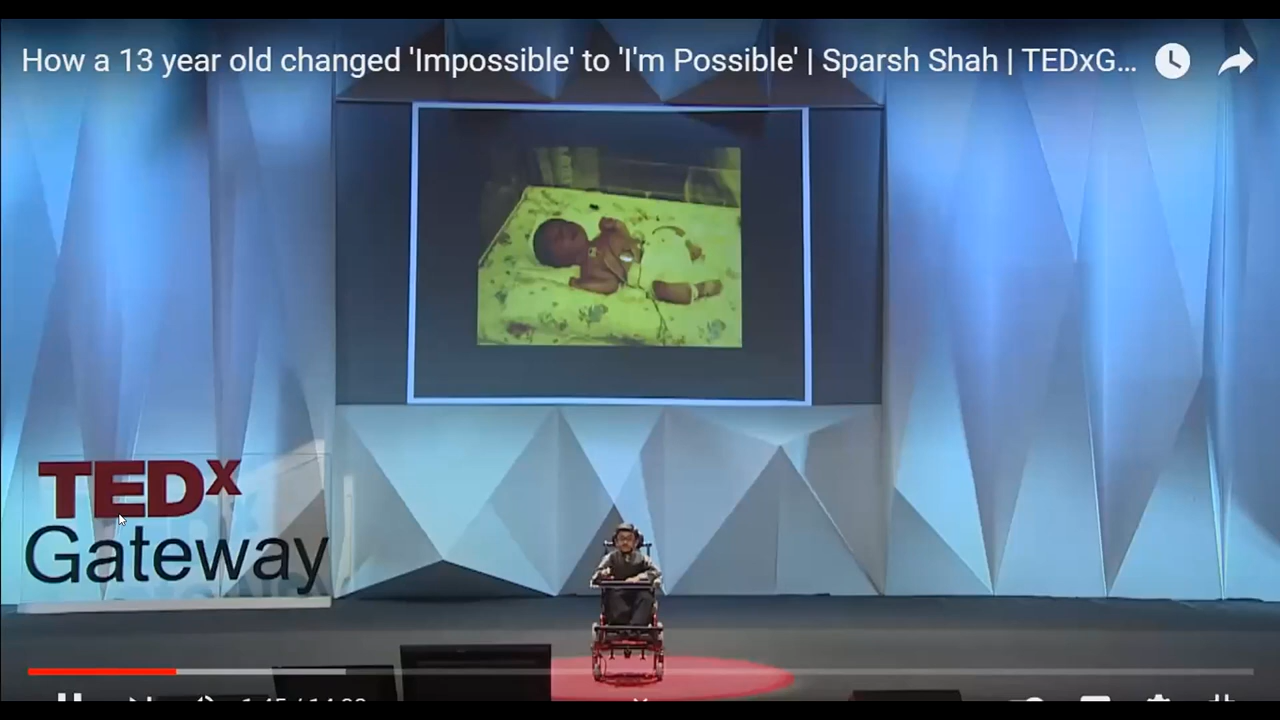 How a 13 year old changed 'Impossible' to 'I'm Possible' | Sparsh Shah | TEDxG...
TEDx
Gateway